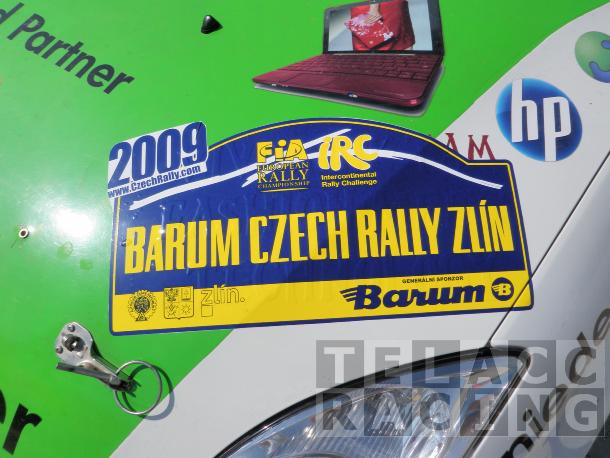 d Partner
hp
2009
www.CzechRally.com
FiA
EUROPEAN
RALLY
CHAMPIONSHIP
iRC
Intercontinental
Rally Challenge
BARUM CZECH RALLY ZLÍN
zlín.
GENERÁLNÍ SPONZOR
Barum B
TELACC
RACING
er